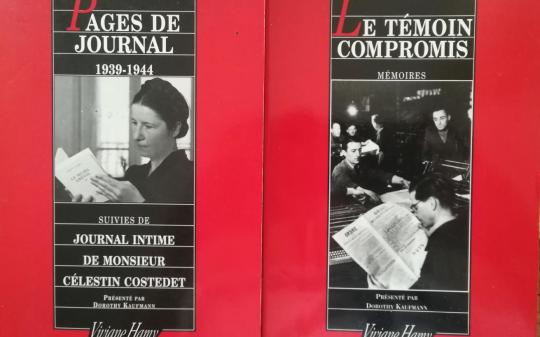 PAGES DE
JOURNAL
1939-1944
SUIVIES DE
JOURNAL INTIME
DE MONSIEUR
CÉLESTIN COSTEDET
PRÉSENTÉ PAR
DOROTHY KAUFMANN
Viviane Hamy
LE TÉMOIN
COMPROMIS
MÉMOIRES
PRÉSENTÉ PAR
DOROTHY KAUFMANN
Viviane Hamy